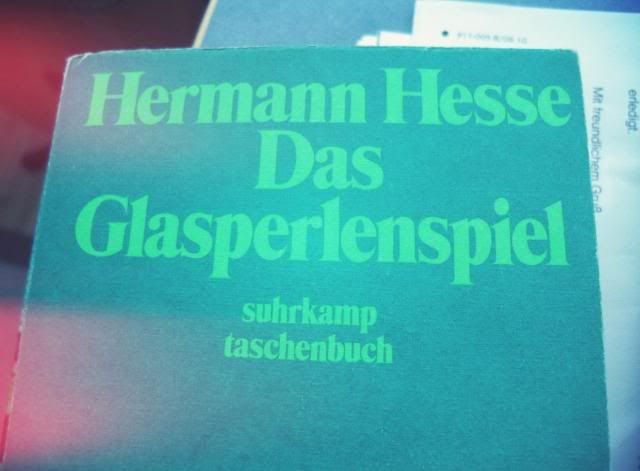 Hermann Hesse
Das
Glasperlenspiel
suhrkamp
taschenbuch
erledigt.
Mit freundlichem Gruß